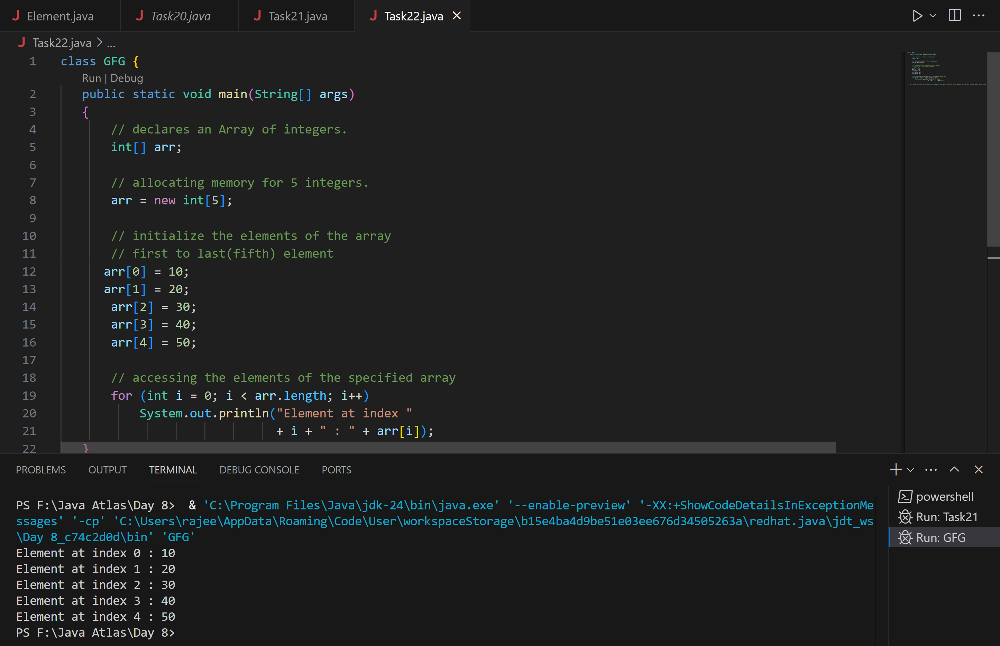 Element.java Task20.java Task21.java Task22.java
Task22.java > ...
1 class GFG {
Run | Debug
2 public static void main(String[] args)
3 {
4 // declares an Array of integers.
5 int[] arr;
6
7 // allocating memory for 5 integers.
8 arr = new int[5];
9
10 // initialize the elements of the array
11 // first to last(fifth) element
12 arr[0] = 10;
13 arr[1] = 20;
14 arr[2] = 30;
15 arr[3] = 40;
16 arr[4] = 50;
17
18 // accessing the elements of the specified array
19 for (int i = 0; i < arr.length; i++)
20 System.out.println("Element at index "
21 + i + " : " + arr[i]);
22 }
PROBLEMS OUTPUT TERMINAL DEBUG CONSOLE PORTS
PS F:\Java Atlas\Day 8>  & 'C:\Program Files\Java\jdk-24\bin\java.exe' '--enable-preview' '-XX:+ShowCodeDetailsInExceptionMe
ssages' '-cp' 'C:\Users\rajee\AppData\Roaming\Code\User\workspaceStorage\b15e4ba4d9be51e03ee676d34505263a\redhat.java\jdt_ws
\Day 8_c74c2d0d\bin' 'GFG'
Element at index 0 : 10
Element at index 1 : 20
Element at index 2 : 30
Element at index 3 : 40
Element at index 4 : 50
PS F:\Java Atlas\Day 8>
powershell
Run: Task21
Run: GFG